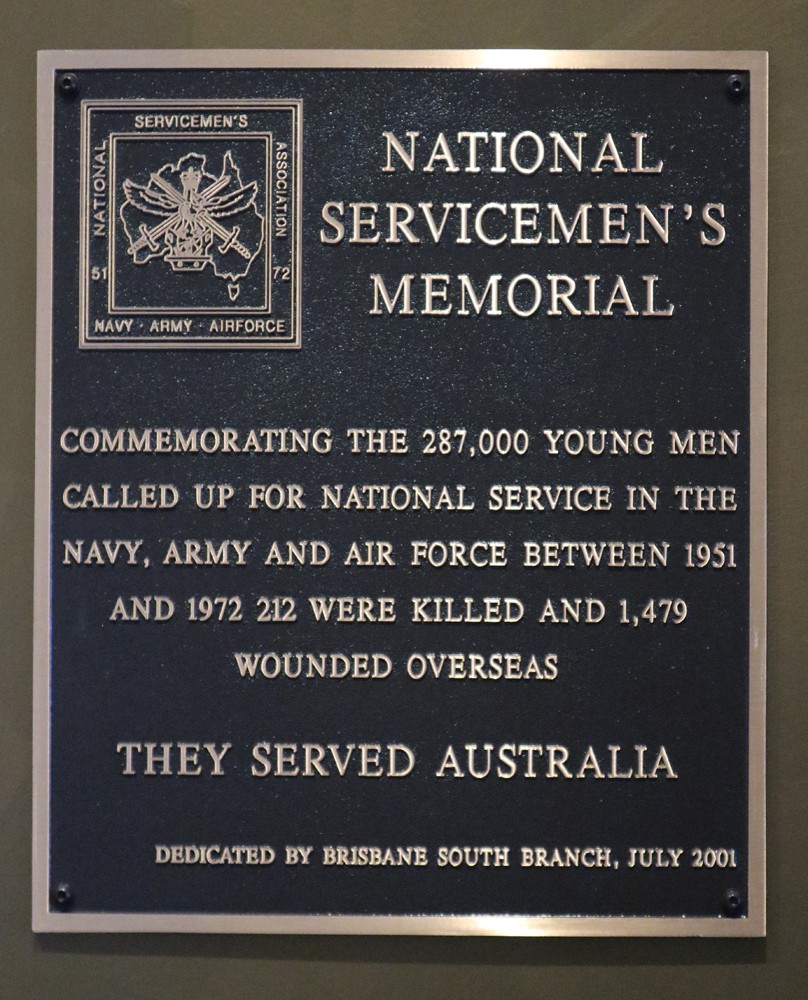 SERVICEMEN'S
NATIONAL
ASSOCIATION
51
72
NAVY · ARMY · AIRFORCE
NATIONAL
SERVICEMEN'S
MEMORIAL
COMMEMORATING THE 287,000 YOUNG MEN
CALLED UP FOR NATIONAL SERVICE IN THE
NAVY, ARMY AND AIR FORCE BETWEEN 1951
AND 1972 212 WERE KILLED AND 1,479
WOUNDED OVERSEAS
THEY SERVED AUSTRALIA
DEDICATED BY BRISBANE SOUTH BRANCH, JULY 2001